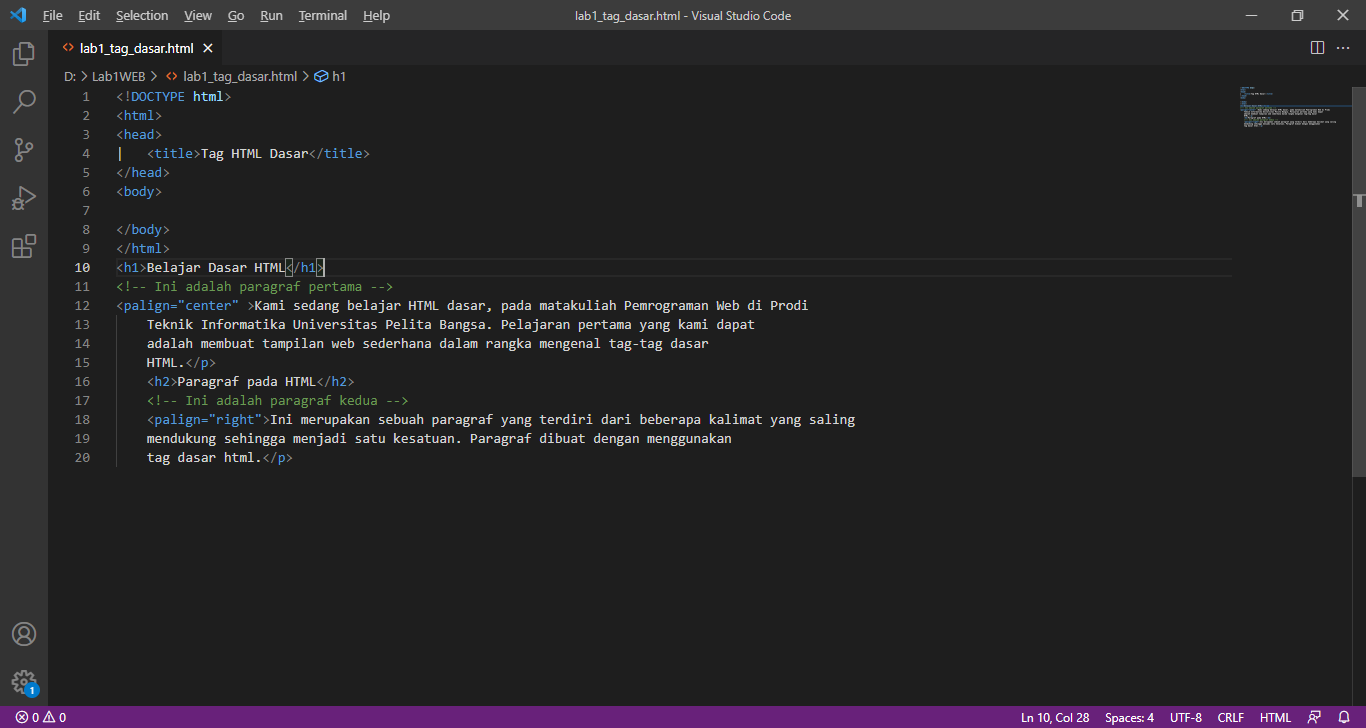 File Edit Selection View Go Run Terminal Help lab1_tag_dasar.html - Visual Studio Code
lab1_tag_dasar.html
D: > Lab1WEB > lab1_tag_dasar.html > h1
1 <!DOCTYPE html>
2 <html>
3 <head>
4     <title>Tag HTML Dasar</title>
5 </head>
6 <body>
7
8 </body>
9 </html>
10 <h1>Belajar Dasar HTML</h1>
11 <!-- Ini adalah paragraf pertama -->
12 <palign="center" >Kami sedang belajar HTML dasar, pada matakuliah Pemrograman Web di Prodi
13     Teknik Informatika Universitas Pelita Bangsa. Pelajaran pertama yang kami dapat
14     adalah membuat tampilan web sederhana dalam rangka mengenal tag-tag dasar
15     HTML.</p>
16     <h2>Paragraf pada HTML</h2>
17     <!-- Ini adalah paragraf kedua -->
18     <palign="right">Ini merupakan sebuah paragraf yang terdiri dari beberapa kalimat yang saling
19     mendukung sehingga menjadi satu kesatuan. Paragraf dibuat dengan menggunakan
20     tag dasar html.</p>
1
0 0 Ln 10, Col 28 Spaces: 4 UTF-8 CRLF HTML